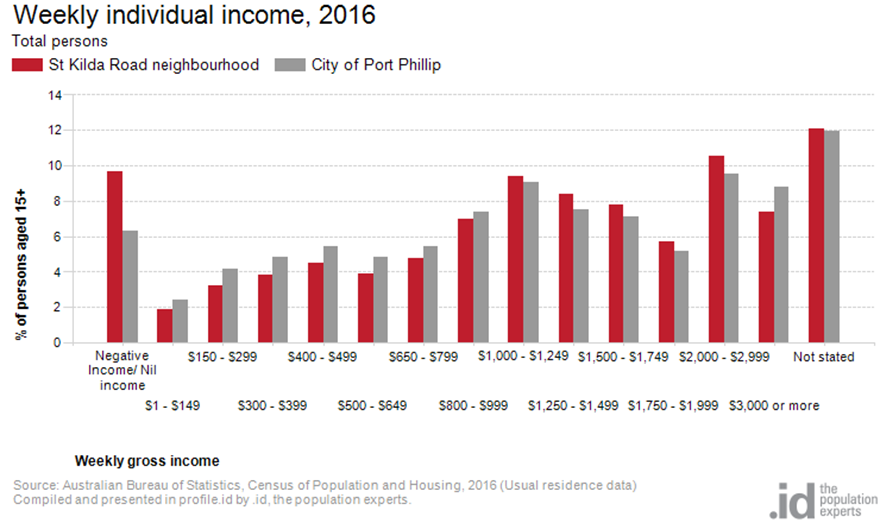 Weekly individual income, 2016
Total persons
St Kilda Road neighbourhood
City of Port Phillip
14
12
10
8
6
4
2
0
% of persons aged 15+
Negative
Income/ Nil
income
$1 - $149
$150 - $299
$300 - $399
$400 - $499
$500 - $649
$650 - $799
$800 - $999
$1,000 - $1,249
$1,250 - $1,499
$1,500 - $1,749
$1,750 - $1,999
$2,000 - $2,999
$3,000 or more
Not stated
Weekly gross income
Source: Australian Bureau of Statistics, Census of Population and Housing, 2016 (Usual residence data)
Compiled and presented in profile.id by .id, the population experts.
.id the
population
experts